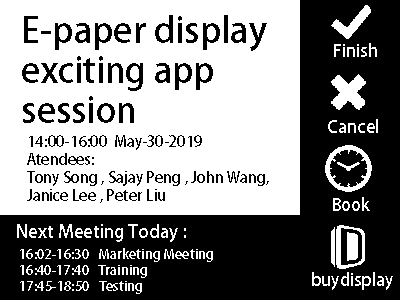 E-paper display
exciting app
session
14:00-16:00 May-30-2019
Atendees:
Tony Song , Sajay Peng , John Wang,
Janice Lee , Peter Liu
Next Meeting Today :
16:02-16:30 Marketing Meeting
16:40-17:40 Training
17:45-18:50 Testing
Finish
Cancel
Book
buydisplay